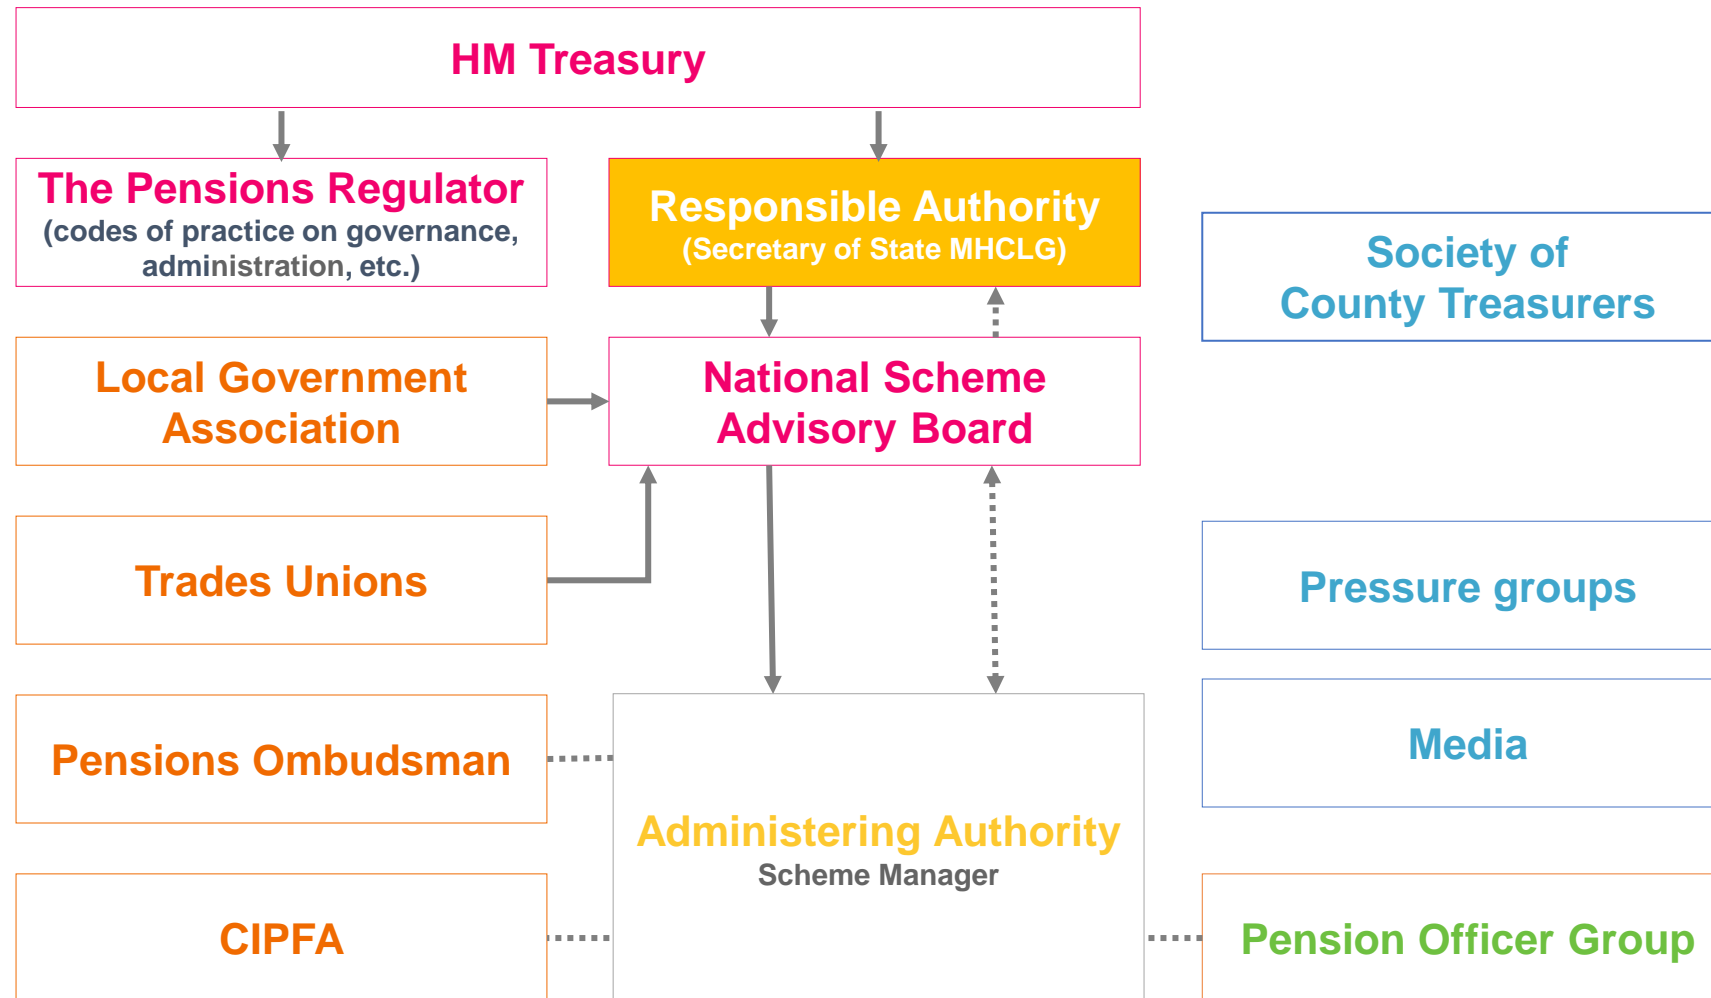 HM Treasury
The Pensions Regulator
(codes of practice on governance,
administration, etc.)
Responsible Authority
(Secretary of State MHCLG)
Society of
County Treasurers
Local Government
Association
National Scheme
Advisory Board
Trades Unions
Pressure groups
Pensions Ombudsman
Media
Administering Authority
Scheme Manager
CIPFA
Pension Officer Group